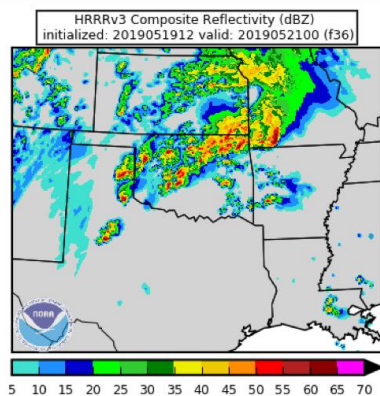 HRRRv3 Composite Reflectivity (dBZ)
initialized: 2019051912 valid: 2019052100 (f36)
NOAA
5 10 15 20 25 30 35 40 45 50 55 60 65 70